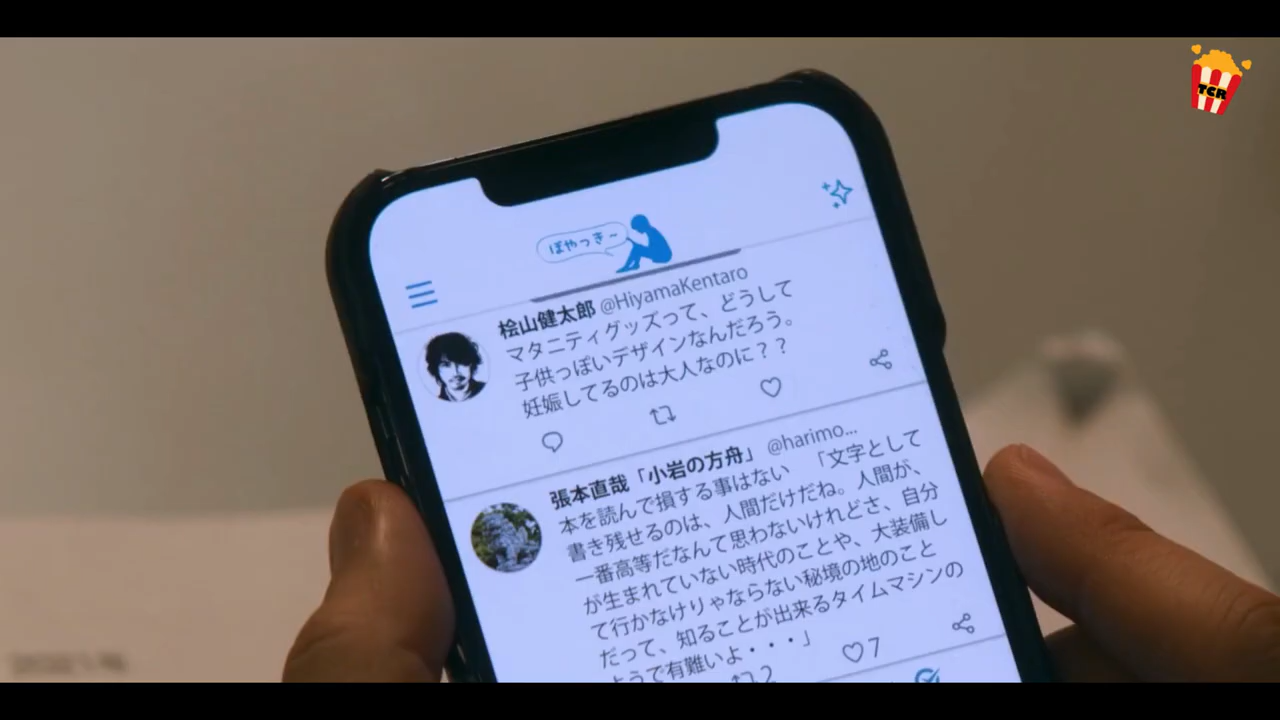 TCR
ぼやっきー
桧山健太郎 @HiyamaKentaro
マタニティグッズって、どうして
子供っぽいデザインなんだろう。
妊娠してるのは大人なのに？？
張本直哉「小岩の方舟」 @harimo...
本を読んで損する事はない 「文字として
書き残せるのは、人間だけだね。人間が、
一番高等だなんて思わないけれどさ、自分
が生まれていない時代のことや、大装備し
て行かなけりゃならない秘境の地のこと
だって、知ることが出来るタイムマシンの
ようで有難いよ・・・」
2
7